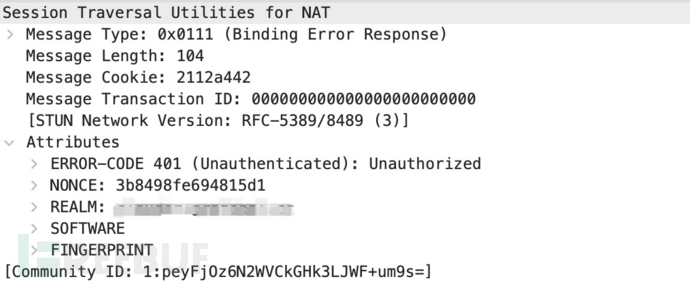 Session Traversal Utilities for NAT
Message Type: 0x0111 (Binding Error Response)
Message Length: 104
Message Cookie: 2112a442
Message Transaction ID: 000000000000000000000000
[STUN Network Version: RFC-5389/8489 (3)]
Attributes
ERROR-CODE 401 (Unauthenticated): Unauthorized
NONCE: 3b8498fe694815d1
REALM:
SOFTWARE
FINGERPRINT
[Community ID: 1:peyFjOz6N2WVCkGHk3LJWF+um9s=]